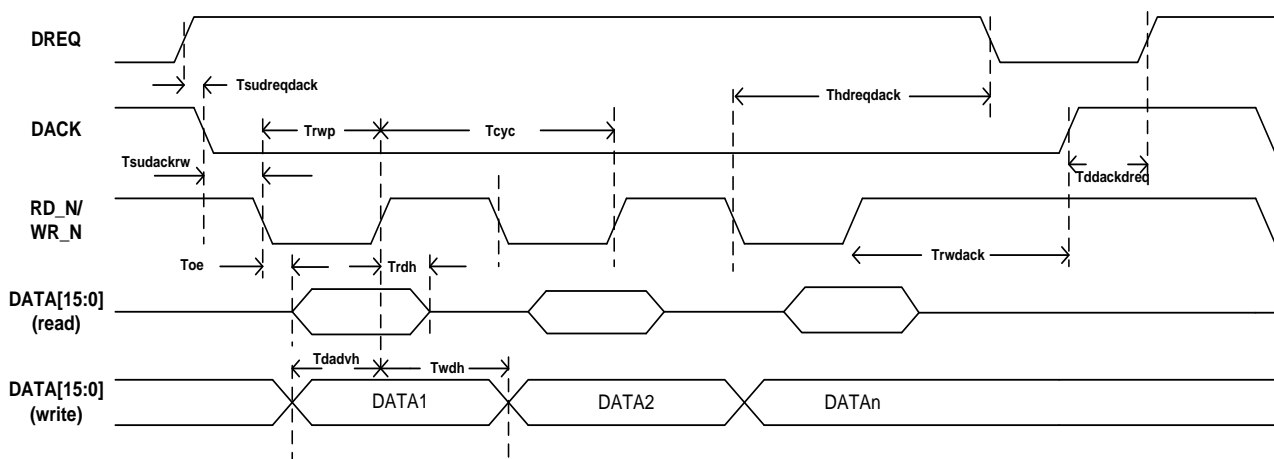 DREQ
Tsudreqdack
Thdreqdack
DACK
Trwp
Tcyc
Tsudackrw
Tddackdreq
RD_N/
WR_N
Toe
Trdh
Trwdack
DATA[15:0]
(read)
Tdadvh
Twdh
DATA[15:0]
(write)
DATA1
DATA2
DATAn